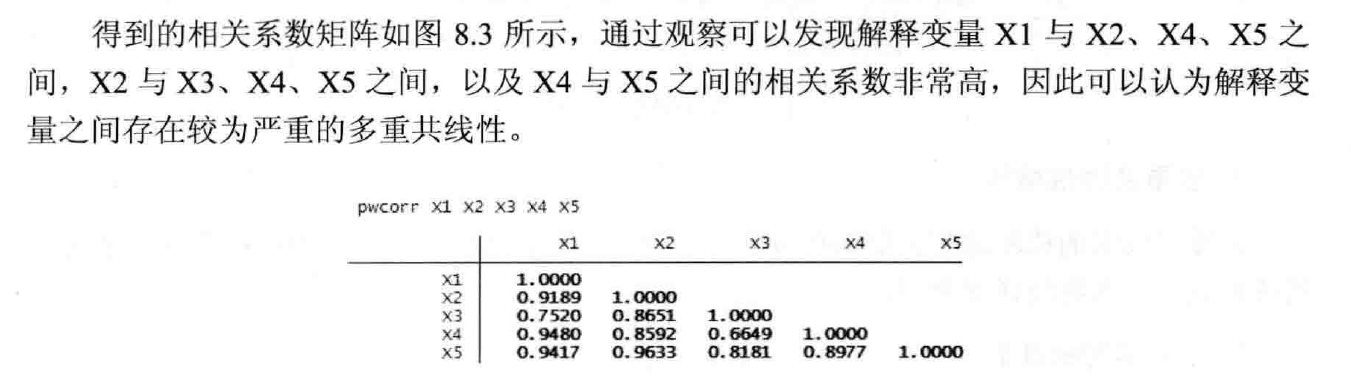 得到的相关系数矩阵如图 8.3 所示，通过观察可以发现解释变量 X1 与 X2、X4、X5 之
间，X2 与 X3、X4、X5 之间，以及 X4 与 X5 之间的相关系数非常高，因此可以认为解释变
量之间存在较为严重的多重共线性。
pwcorr X1 X2 X3 X4 X5
X1 X2 X3 X4 X5
X1 1.0000
X2 0.9189 1.0000
X3 0.7520 0.8651 1.0000
X4 0.9480 0.8592 0.6649 1.0000
X5 0.9417 0.9633 0.8181 0.8977 1.0000